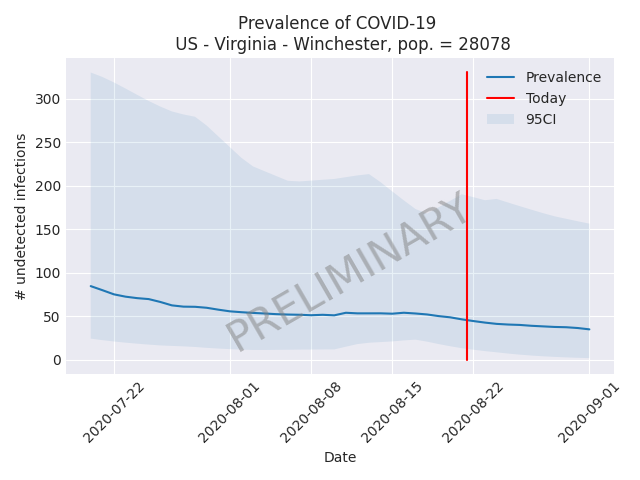 Prevalence of COVID-19
US - Virginia - Winchester, pop. = 28078
Prevalence
Today
95CI
300
250
200
150
100
50
0
# undetected infections
PRELIMINARY
2020-07-22
2020-08-01
2020-08-08
2020-08-15
2020-08-22
2020-09-01
Date